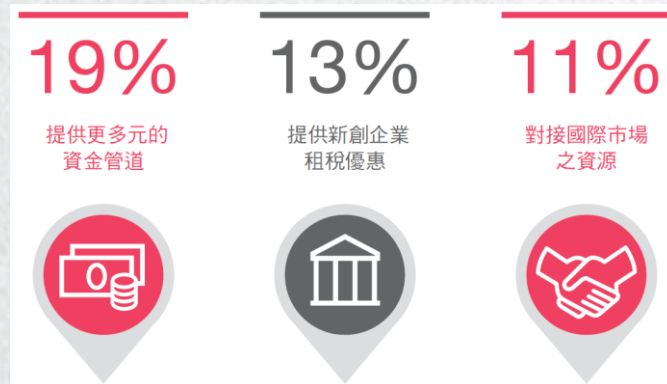 19%
提供更多元的
資金管道
13%
提供新創企業
租稅優惠
11%
對接國際市場
之資源